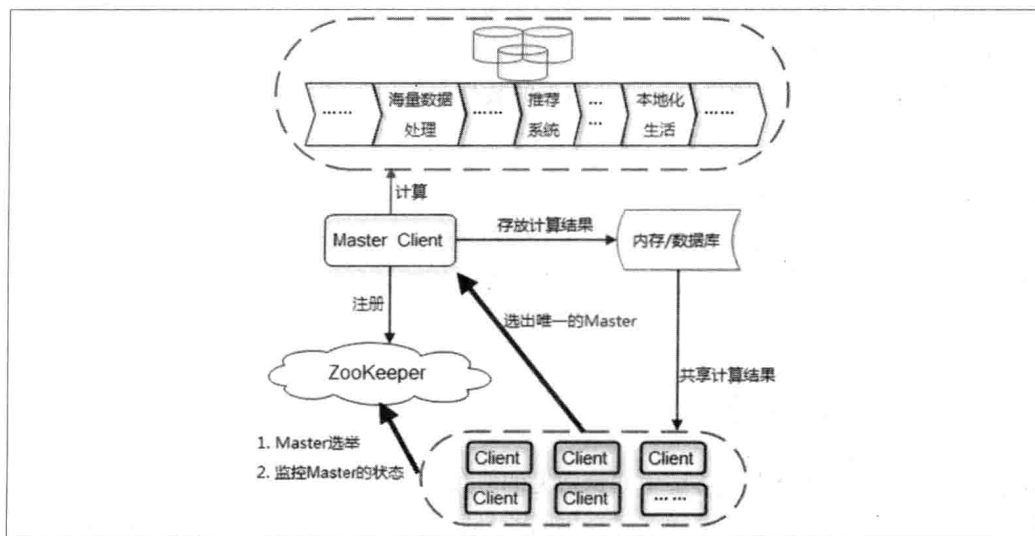 ……
海量数据
处理
……
推荐
系统
…
…
本地化
生活
……
计算
Master Client
存放计算结果
内存/数据库
注册
选出唯一的Master
ZooKeeper
共享计算结果
1. Master选举
2. 监控Master的状态
Client
Client
Client
Client
Client
……